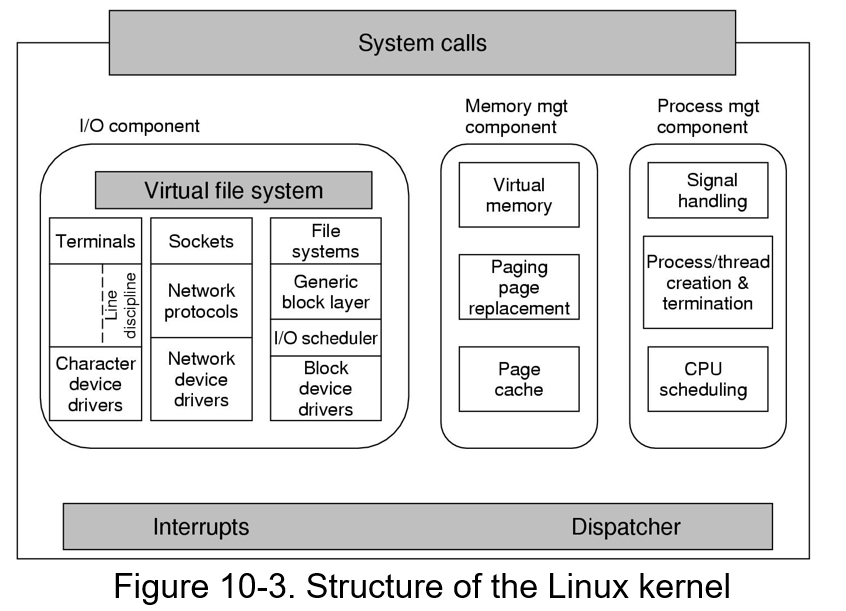 System calls
I/O component
Memory mgt
component
Process mgt
component
Virtual file system
Terminals
Line
discipline
Character
device
drivers
Sockets
Network
protocols
Network
device
drivers
File
systems
Generic
block layer
I/O scheduler
Block
device
drivers
Virtual
memory
Paging
page
replacement
Page
cache
Signal
handling
Process/thread
creation &
termination
CPU
scheduling
Interrupts
Dispatcher
Figure 10-3. Structure of the Linux kernel